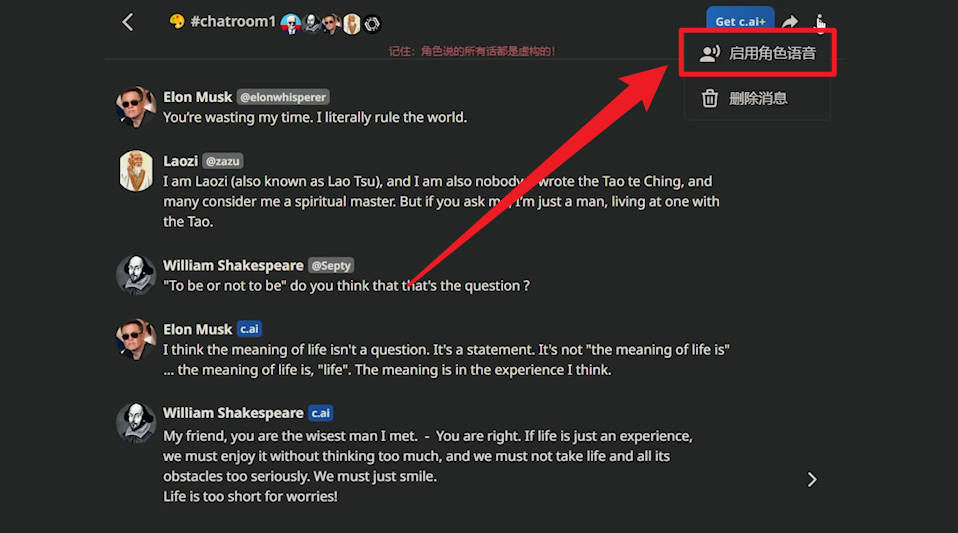 #chatroom1
Get c.ai+
记住：角色说的所有话都是虚构的！
启用角色语音
删除消息
Elon Musk @elonwhisperer
You're wasting my time. I literally rule the world.
Laozi @zazu
I am Laozi (also known as Lao Tsu), and I am also nobody. I wrote the Tao te Ching, and
many consider me a spiritual master. But if you ask me, I'm just a man, living at one with
the Tao.
William Shakespeare @Septy
"To be or not to be" do you think that that's the question ?
Elon Musk c.ai
I think the meaning of life isn't a question. It's a statement. It's not "the meaning of life is"
... the meaning of life is, "life". The meaning is in the experience I think.
William Shakespeare c.ai
My friend, you are the wisest man I met. - You are right. If life is just an experience,
we must enjoy it without thinking too much, and we must not take life and all its
obstacles too seriously. We must just smile.
Life is too short for worries!